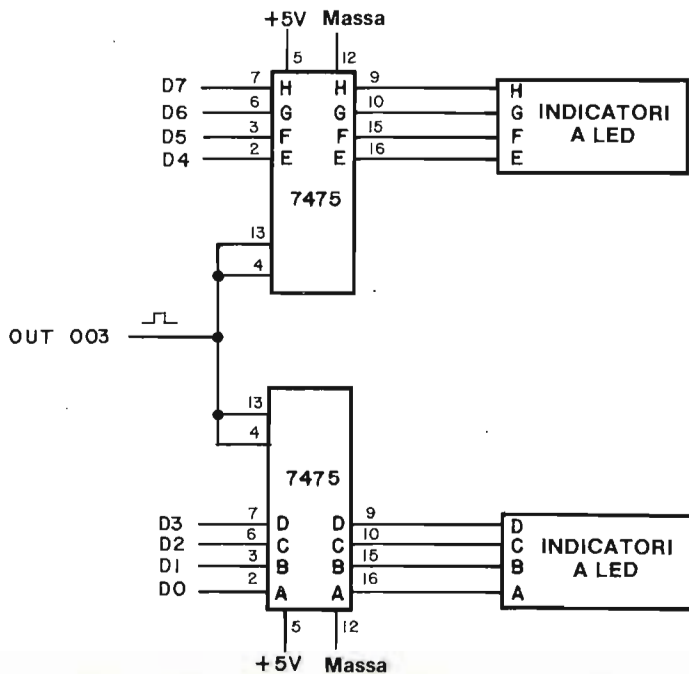 +5V Massa
5 12
D7 7 H H 9 H
D6 6 G G 10 G
D5 3 F F 15 F
D4 2 E E 16 E
INDICATORI
A LED
7475
13
4
OUT 003
13
4
7475
D3 7 D D 9 D
D2 6 C C 10 C
D1 3 B B 15 B
D0 2 A A 16 A
INDICATORI
A LED
5 12
+5V Massa